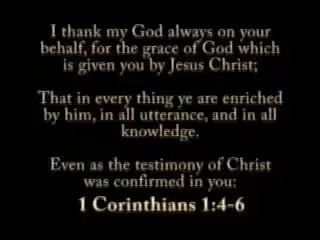 I thank my God always on your
behalf, for the grace of God which
is given you by Jesus Christ;
That in every thing ye are enriched
by him, in all utterance, and in all
knowledge.
Even as the testimony of Christ
was confirmed in you:
1 Corinthians 1:4-6